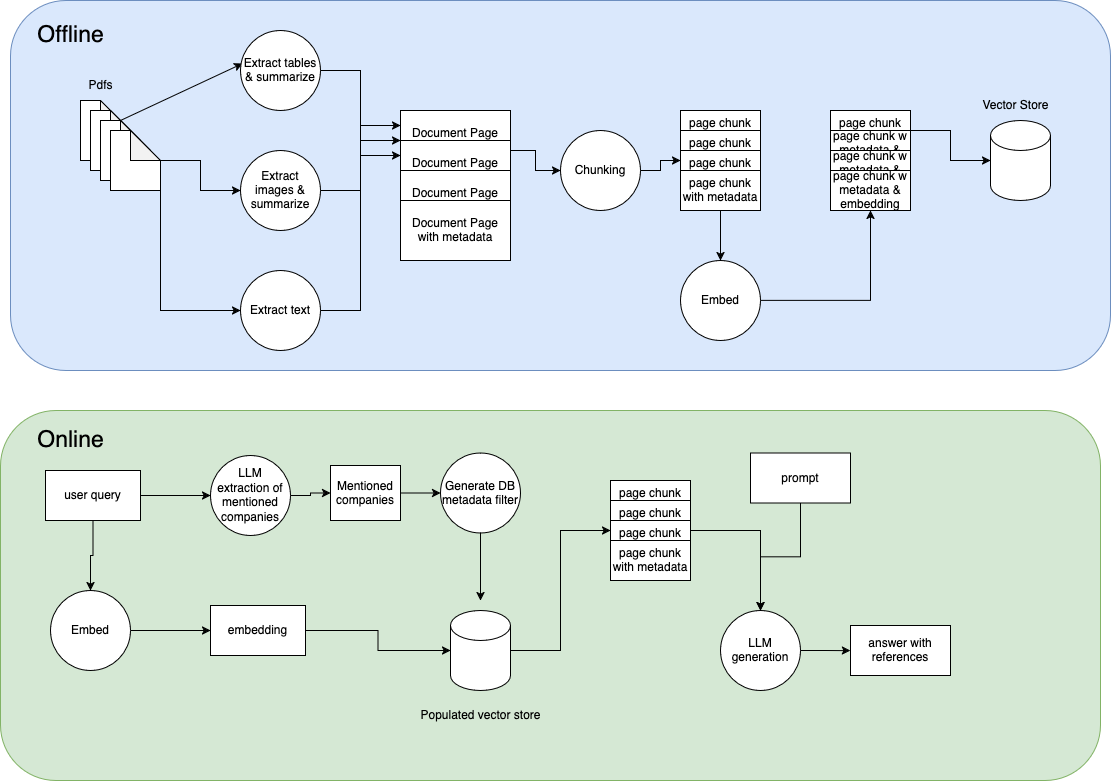 Offline
Pdfs
Extract tables
& summarize
Extract
images &
summarize
Extract text
Document Page
Document Page
Document Page
Document Page
with metadata
Chunking
page chunk
page chunk
page chunk
page chunk
with metadata
Embed
page chunk
page chunk w
metadata &
page chunk w
metadata &
page chunk w
metadata &
embedding
Vector Store
Online
user query
LLM
extraction of
mentioned
companies
Mentioned
companies
Generate DB
metadata filter
Embed
embedding
Populated vector store
page chunk
page chunk
page chunk
page chunk
with metadata
prompt
LLM
generation
answer with
references